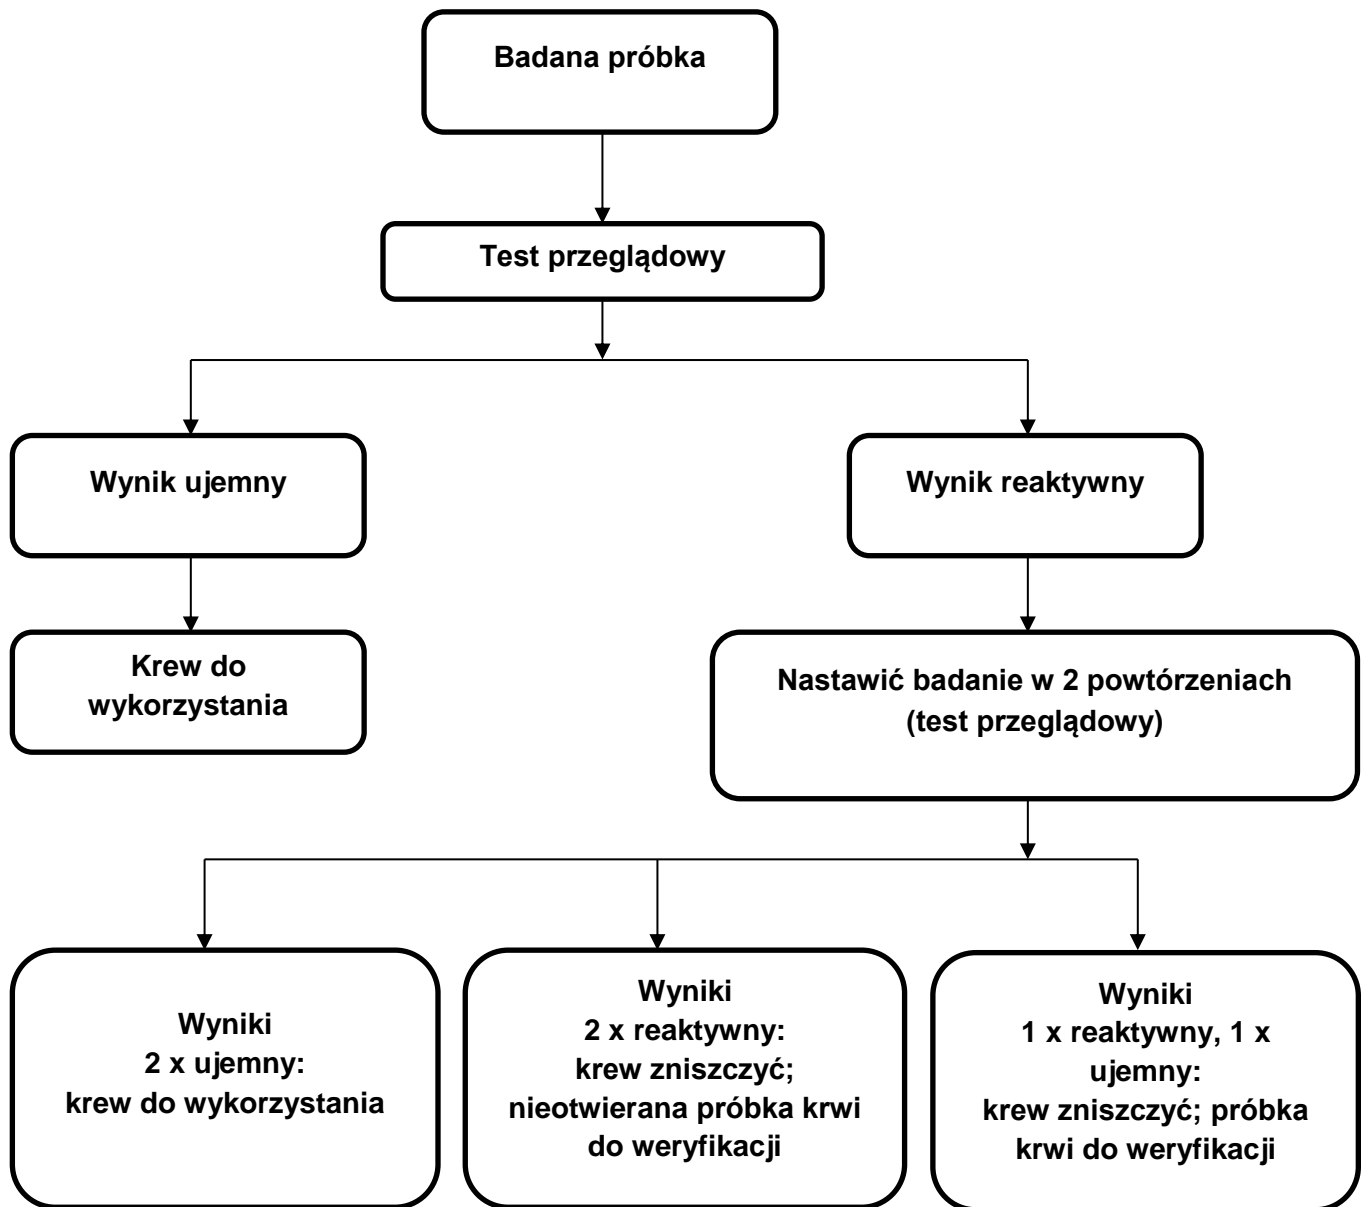 Badana próbka
Test przeglądowy
Wynik ujemny
Wynik reaktywny
Krew do
wykorzystania
Nastawić badanie w 2 powtórzeniach
(test przeglądowy)
Wyniki
2 x ujemny:
krew do wykorzystania
Wyniki
2 x reaktywny:
krew zniszczyć;
nieotwierana próbka krwi
do weryfikacji
Wyniki
1 x reaktywny, 1 x
ujemny:
krew zniszczyć; próbka
krwi do weryfikacji